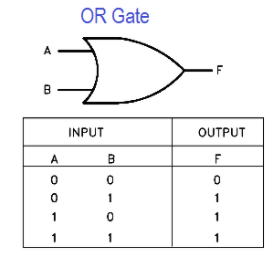 OR Gate
A
F
B
INPUT OUTPUT
A B F
0 0 0
0 1 1
1 0 1
1 1 1